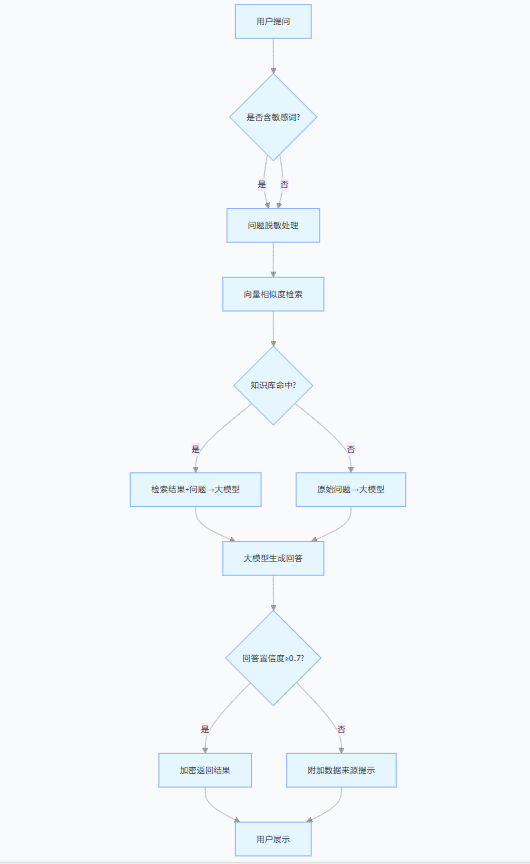 用户提问
是否含敏感词?
是
否
问题脱敏处理
向量相似度检索
知识库命中?
是
否
检索结果+问题→大模型
原始问题→大模型
大模型生成回答
回答置信度≥0.7?
是
否
加密返回结果
附加数据来源提示
用户展示